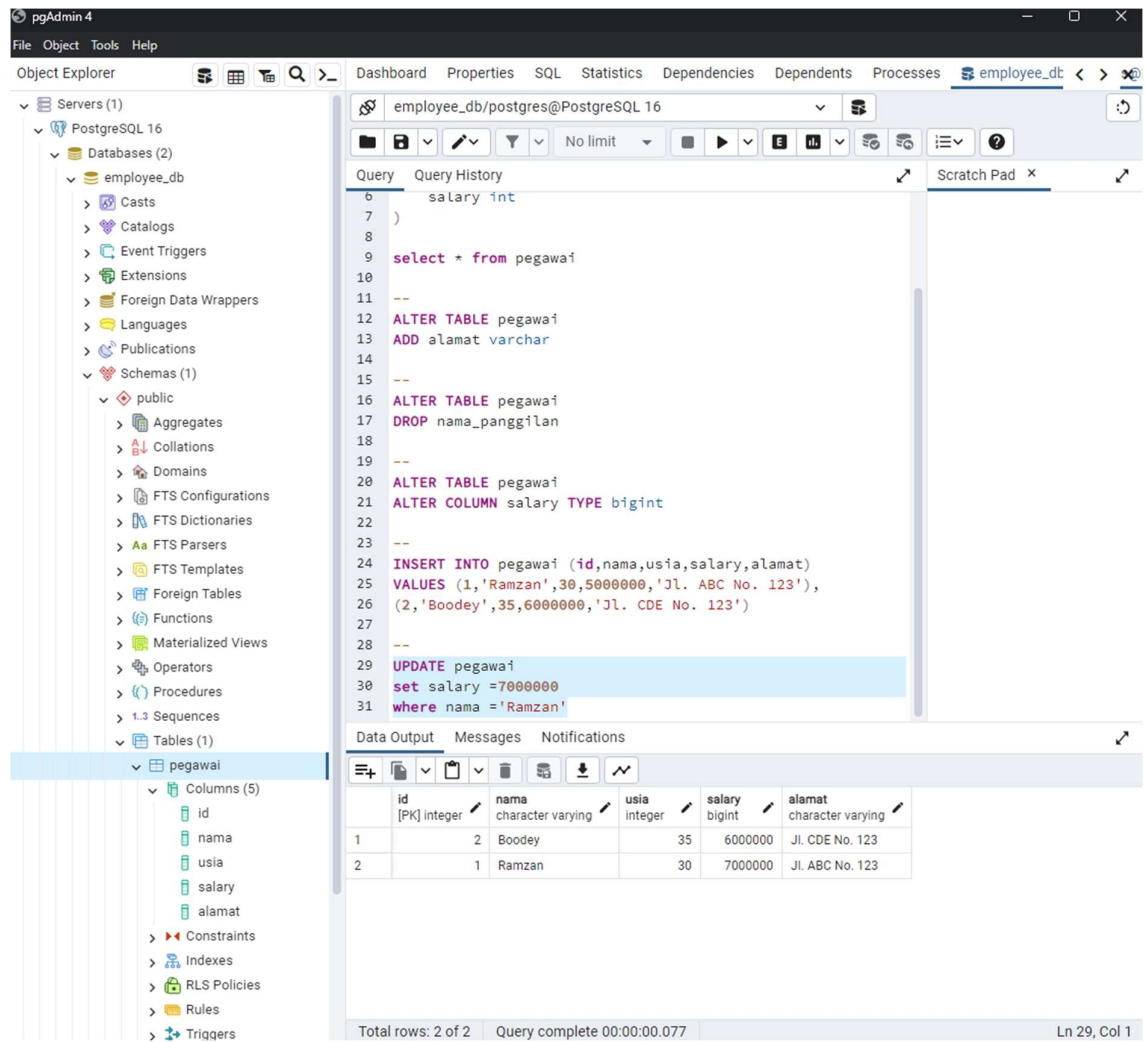 pgAdmin 4
File Object Tools Help
Object Explorer
Dashboard Properties SQL Statistics Dependencies Dependents Processes employee_db
Servers (1)
PostgreSQL 16
Databases (2)
employee_db
Casts
Catalogs
Event Triggers
Extensions
Foreign Data Wrappers
Languages
Publications
Schemas (1)
public
Aggregates
Collations
Domains
FTS Configurations
FTS Dictionaries
Aa FTS Parsers
FTS Templates
Foreign Tables
Functions
Materialized Views
Operators
Procedures
1..3 Sequences
Tables (1)
pegawai
Columns (5)
id
nama
usia
salary
alamat
Constraints
Indexes
RLS Policies
Rules
Triggers
employee_db/postgres@PostgreSQL 16
No limit
E
Query Query History
Scratch Pad
6 salary int
7 )
8
9 select * from pegawai
10
11 --
12 ALTER TABLE pegawai
13 ADD alamat varchar
14
15 --
16 ALTER TABLE pegawai
17 DROP nama_panggilan
18
19 --
20 ALTER TABLE pegawai
21 ALTER COLUMN salary TYPE bigint
22
23 --
24 INSERT INTO pegawai (id,nama,usia,salary,alamat)
25 VALUES (1,'Ramzan',30,5000000,'Jl. ABC No. 123'),
26 (2,'Boodey',35,6000000,'Jl. CDE No. 123')
27
28 --
29 UPDATE pegawai
30 set salary =7000000
31 where nama ='Ramzan'
Data Output Messages Notifications
id nama usia salary alamat
[PK] integer character varying integer bigint character varying
1 2 Boodey 35 6000000 Jl. CDE No. 123
2 1 Ramzan 30 7000000 Jl. ABC No. 123
Total rows: 2 of 2 Query complete 00:00:00.077 Ln 29, Col 1